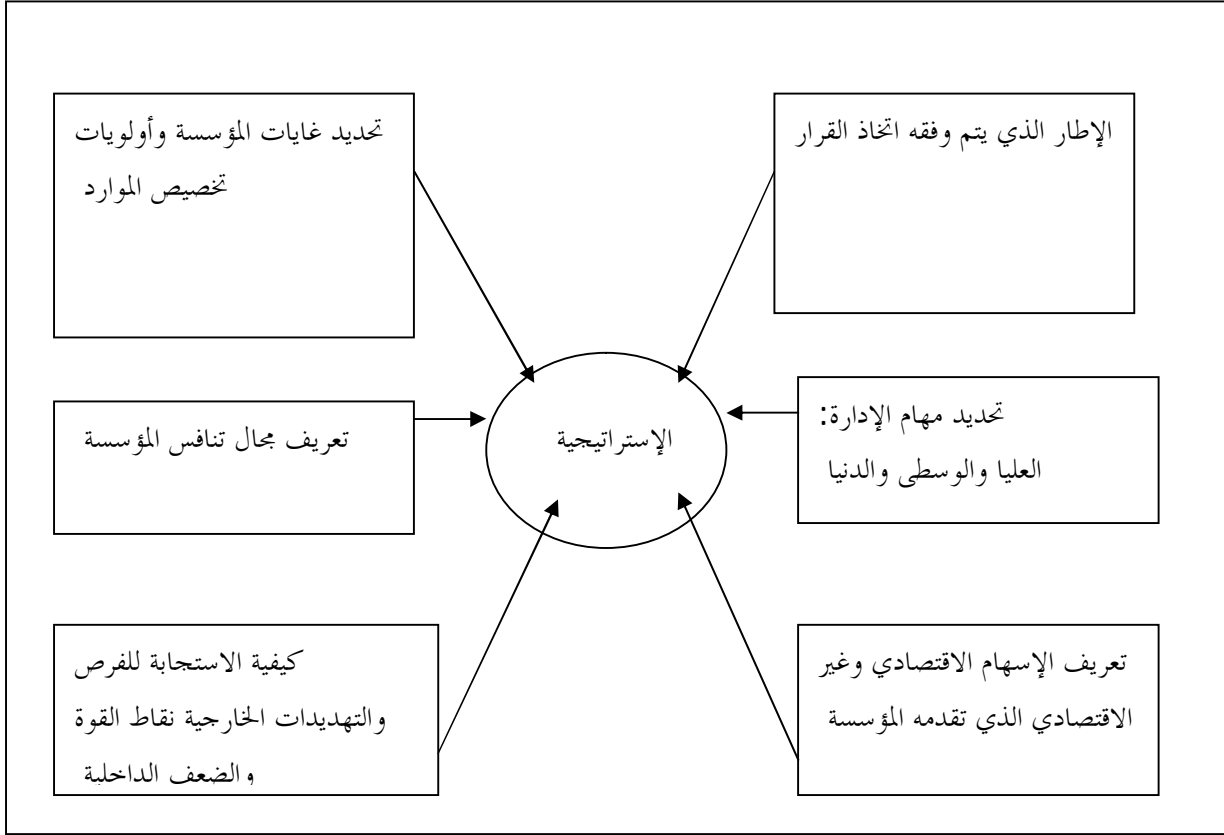 الإطار الذي يتم وفقه اتخاذ القرار
تحديد غايات المؤسسة وأولويات
تخصيص الموارد
تحديد مهام الإدارة:
العليا والوسطى والدنيا
الإستراتيجية
تعريف مجال تنافس المؤسسة
تعريف الإسهام الاقتصادي وغير
الاقتصادي الذي تقدمه المؤسسة
كيفية الاستجابة للفرص
والتهديدات الخارجية نقاط القوة
والضعف الداخلية